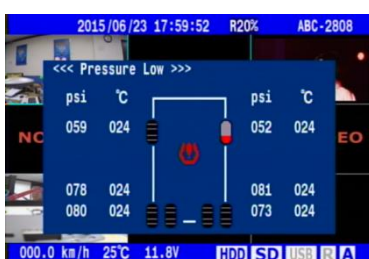 2015/06/23 17:59:52 R20% ABC-2808
<<< Pressure Low >>>
psi ℃ psi ℃
059 024 052 024
NO EO
078 024 081 024
080 024 073 024
000.0 km/h 25℃ 11.8V HDD SD USB R A